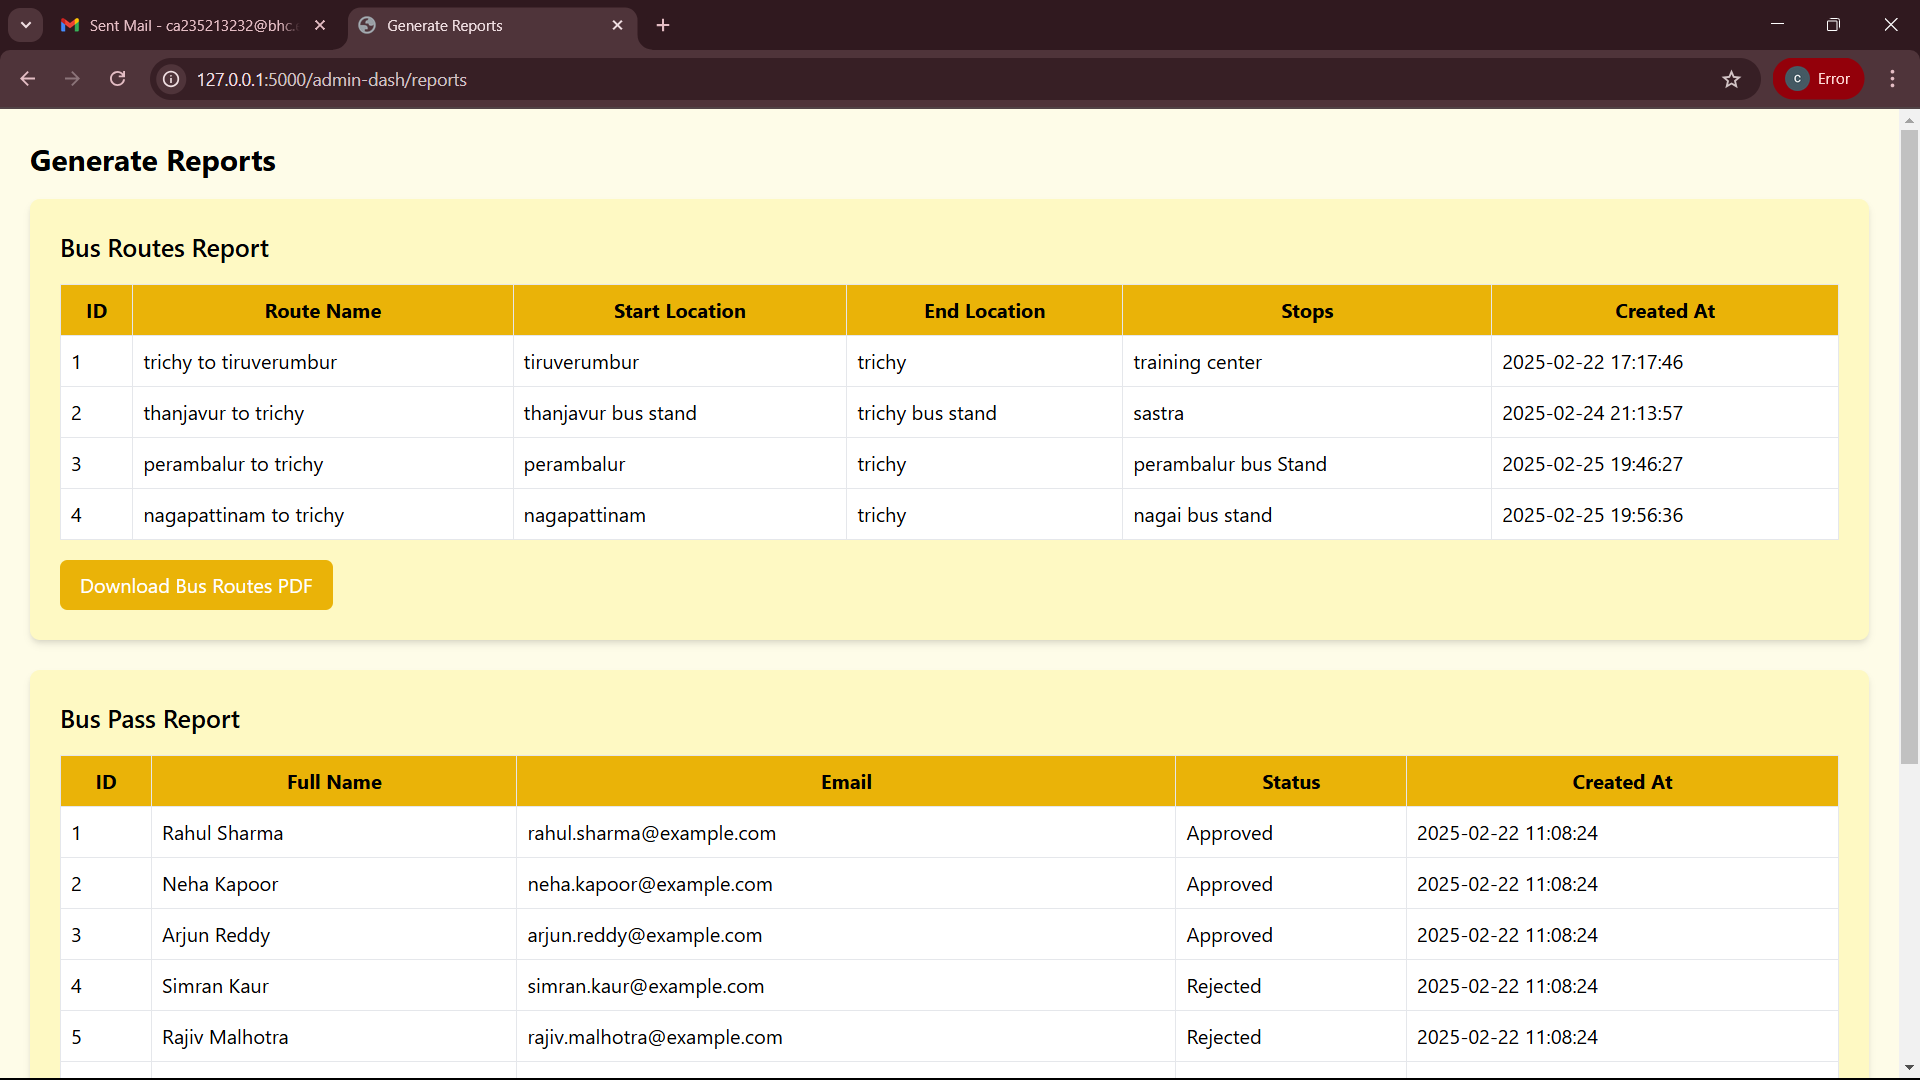 Sent Mail - ca235213232@bhc.
Generate Reports
127.0.0.1:5000/admin-dash/reports
c Error
Generate Reports
Bus Routes Report
ID Route Name Start Location End Location Stops Created At
1 trichy to tiruverumbur tiruverumbur trichy training center 2025-02-22 17:17:46
2 thanjavur to trichy thanjavur bus stand trichy bus stand sastra 2025-02-24 21:13:57
3 perambalur to trichy perambalur trichy perambalur bus Stand 2025-02-25 19:46:27
4 nagapattinam to trichy nagapattinam trichy nagai bus stand 2025-02-25 19:56:36
Download Bus Routes PDF
Bus Pass Report
ID Full Name Email Status Created At
1 Rahul Sharma rahul.sharma@example.com Approved 2025-02-22 11:08:24
2 Neha Kapoor neha.kapoor@example.com Approved 2025-02-22 11:08:24
3 Arjun Reddy arjun.reddy@example.com Approved 2025-02-22 11:08:24
4 Simran Kaur simran.kaur@example.com Rejected 2025-02-22 11:08:24
5 Rajiv Malhotra rajiv.malhotra@example.com Rejected 2025-02-22 11:08:24